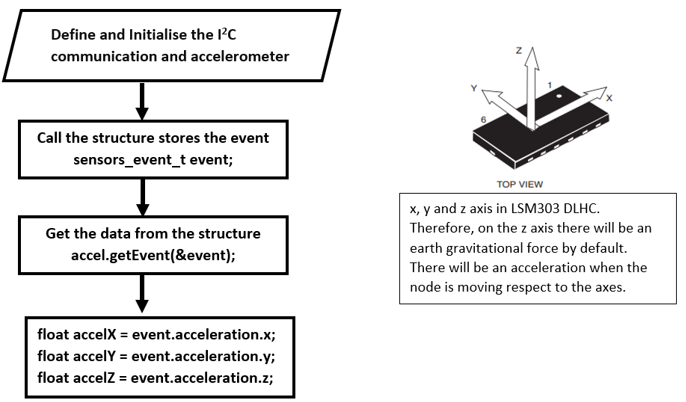 Define and Initialise the I²C
communication and accelerometer
Call the structure stores the event
sensors_event_t event;
Get the data from the structure
accel.getEvent(&event);
float accelX = event.acceleration.x;
float accelY = event.acceleration.y;
float accelZ = event.acceleration.z;
Z
Y
1
X
6
TOP VIEW
x, y and z axis in LSM303 DLHC.
Therefore, on the z axis there will be an
earth gravitational force by default.
There will be an acceleration when the
node is moving respect to the axes.